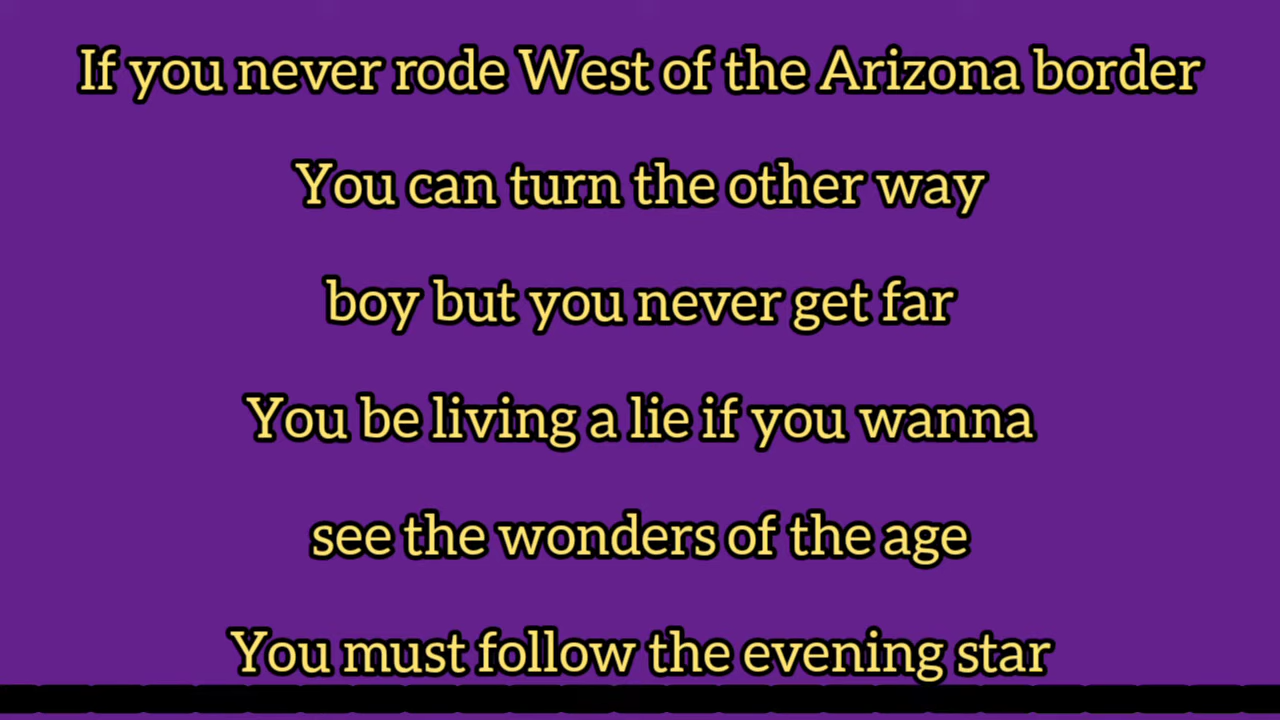 If you never rode West of the Arizona border
You can turn the other way
boy but you never get far
You be living a lie if you wanna
see the wonders of the age
You must follow the evening star